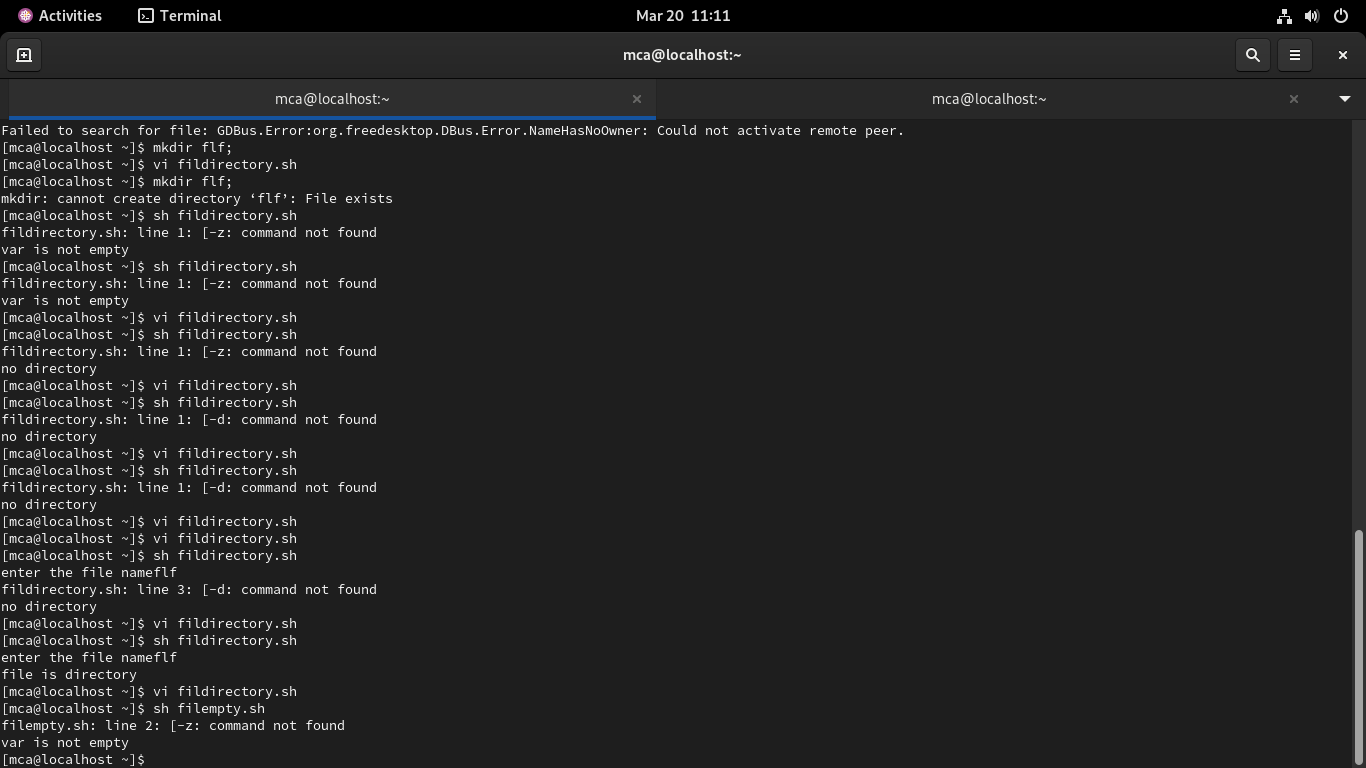 Activities
Terminal
Mar 20 11:11
mca@localhost:~
mca@localhost:~
mca@localhost:~
Failed to search for file: GDBus.Error:org.freedesktop.DBus.Error.NameHasNoOwner: Could not activate remote peer.
[mca@localhost ~]$ mkdir flf;
[mca@localhost ~]$ vi fildirectory.sh
[mca@localhost ~]$ mkdir flf;
mkdir: cannot create directory ‘flf’: File exists
[mca@localhost ~]$ sh fildirectory.sh
fildirectory.sh: line 1: [-z: command not found
var is not empty
[mca@localhost ~]$ sh fildirectory.sh
fildirectory.sh: line 1: [-z: command not found
var is not empty
[mca@localhost ~]$ vi fildirectory.sh
[mca@localhost ~]$ sh fildirectory.sh
fildirectory.sh: line 1: [-z: command not found
no directory
[mca@localhost ~]$ vi fildirectory.sh
[mca@localhost ~]$ sh fildirectory.sh
fildirectory.sh: line 1: [-d: command not found
no directory
[mca@localhost ~]$ vi fildirectory.sh
[mca@localhost ~]$ sh fildirectory.sh
fildirectory.sh: line 1: [-d: command not found
no directory
[mca@localhost ~]$ vi fildirectory.sh
[mca@localhost ~]$ vi fildirectory.sh
[mca@localhost ~]$ sh fildirectory.sh
enter the file nameflf
fildirectory.sh: line 3: [-d: command not found
no directory
[mca@localhost ~]$ vi fildirectory.sh
[mca@localhost ~]$ sh fildirectory.sh
enter the file nameflf
file is directory
[mca@localhost ~]$ vi fildirectory.sh
[mca@localhost ~]$ sh filempty.sh
filempty.sh: line 2: [-z: command not found
var is not empty
[mca@localhost ~]$